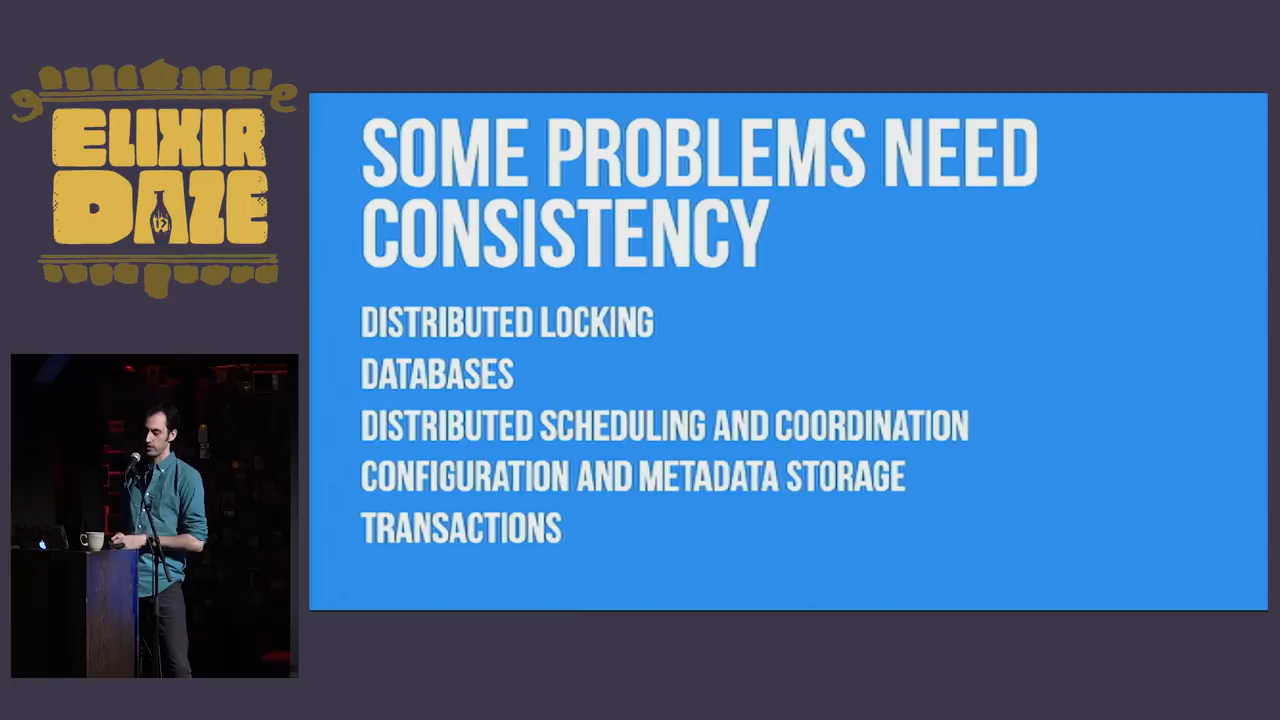 ELIXIR
DAZE
SOME PROBLEMS NEED
CONSISTENCY
DISTRIBUTED LOCKING
DATABASES
DISTRIBUTED SCHEDULING AND COORDINATION
CONFIGURATION AND METADATA STORAGE
TRANSACTIONS